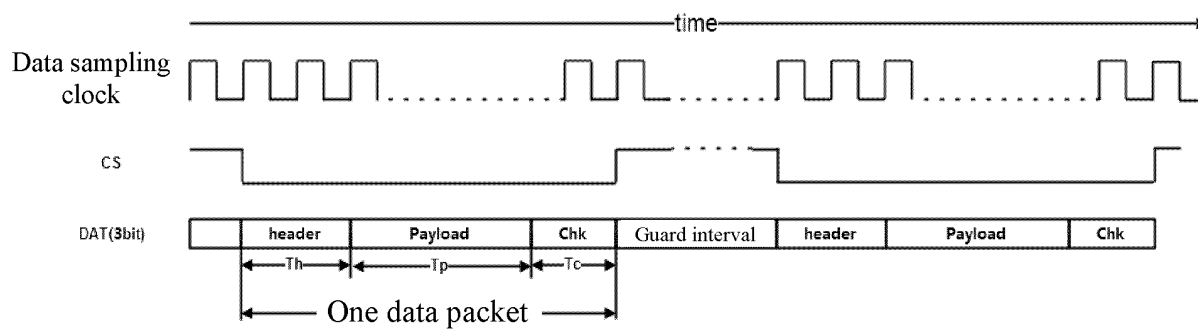 time
Data sampling
clock
CS
DAT(3bit)
header
Payload
Chk
Guard interval
header
Payload
Chk
Th
Tp
Tc
One data packet